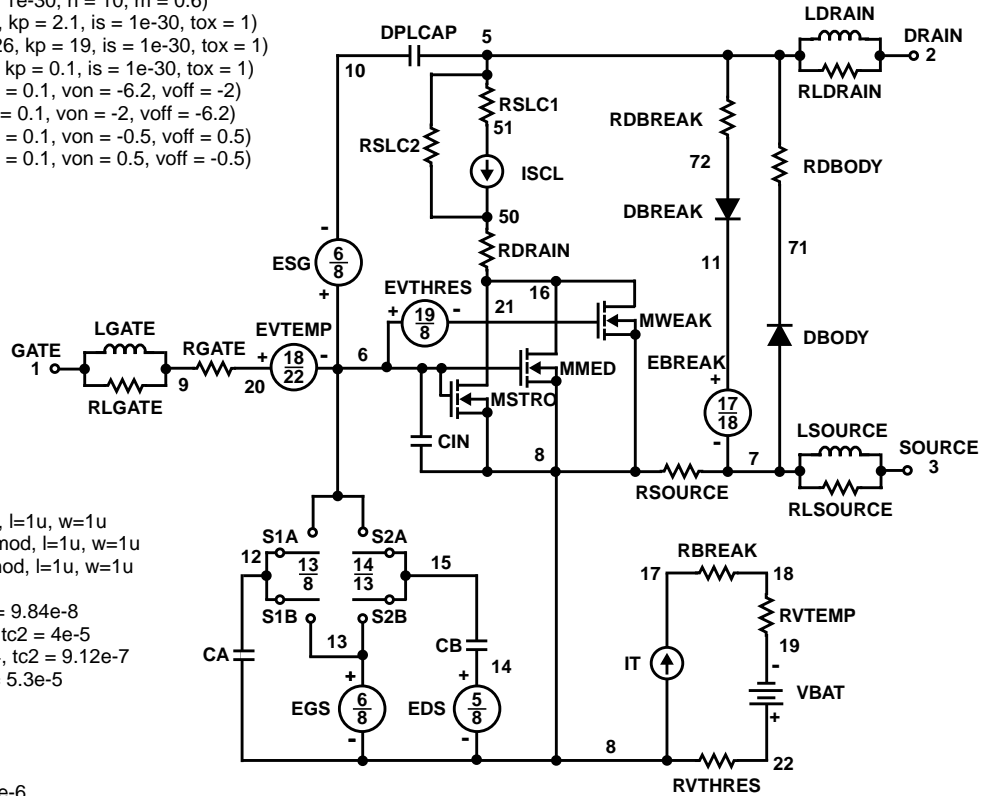 1e-30, n = 10, m = 0.6)
, kp = 2.1, is = 1e-30, tox = 1)
26, kp = 19, is = 1e-30, tox = 1)
kp = 0.1, is = 1e-30, tox = 1)
= 0.1, von = -6.2, voff = -2)
= 0.1, von = -2, voff = -6.2)
= 0.1, von = -0.5, voff = 0.5)
= 0.1, von = 0.5, voff = -0.5)
LDRAIN
DPLCAP
5
DRAIN
2
10
RLDRAIN
RSLC1
51
RDBREAK
RSLC2
72
RDBODY
ISCL
50
DBREAK
RDRAIN
71
ESG
-
6
8
+
11
EVTHRES
16
21
+
19
8
-
MWEAK
LGATE
EVTEMP
DBODY
GATE
1
RGATE
+
18
22
-
6
MMED
EBREAK
+
9
20
MSTRO
17
18
-
RLGATE
LSOURCE
CIN
8
7
SOURCE
3
RSOURCE
RLSOURCE
, l=1u, w=1u
mod, l=1u, w=1u
mod, l=1u, w=1u
S1A
S2A
RBREAK
12
13
8
14
13
15
17
18
= 9.84e-8
tc2 = 4e-5
, tc2 = 9.12e-7
= 5.3e-5
S1B
S2B
RVTEMP
13
CB
19
CA
14
IT
-
VBAT
+
+
EGS
6
8
-
+
EDS
5
8
-
8
22
RVTHRES
e-6